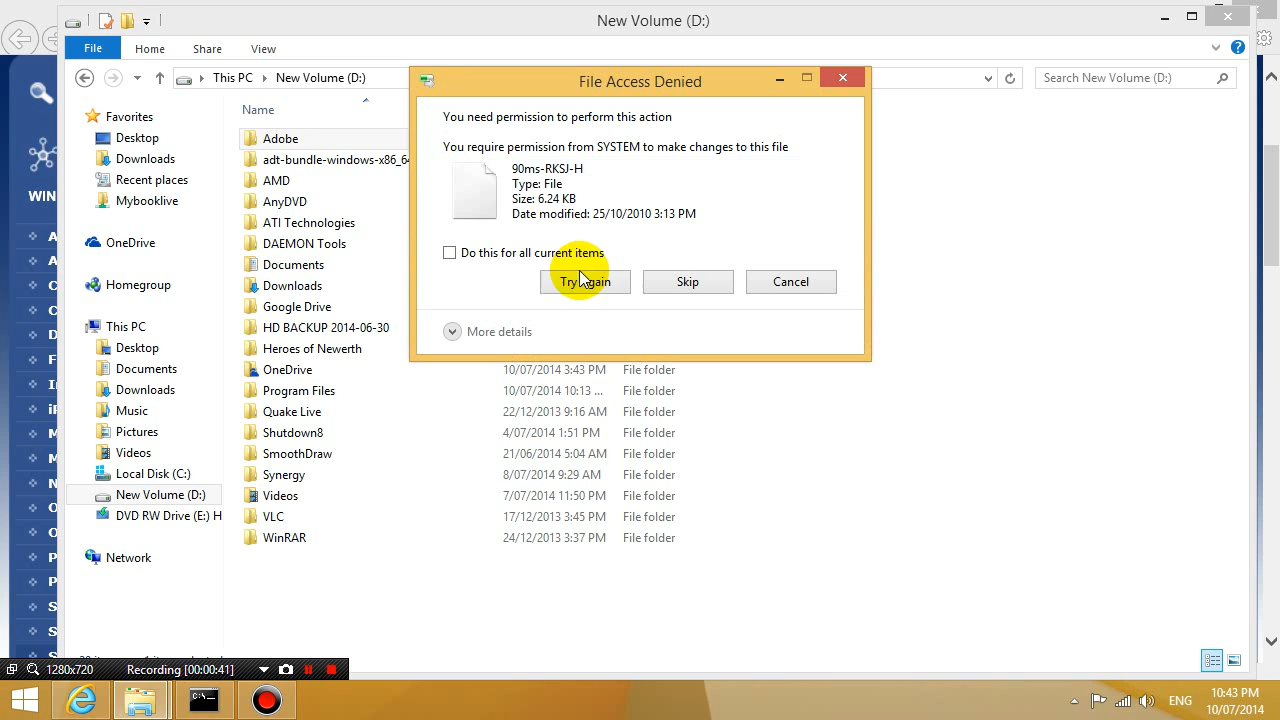 New Volume (D:)
File
Home
Share
View
This PC
New Volume (D:)
Search New Volume (D:)
File Access Denied
You need permission to perform this action
You require permission from SYSTEM to make changes to this file
90ms-RKSJ-H
Type: File
Size: 6.24 KB
Date modified: 25/10/2010 3:13 PM
Do this for all current items
Try Again
Skip
Cancel
More details
Favorites
Desktop
Downloads
Recent places
Mybooklive
OneDrive
Homegroup
This PC
Desktop
Documents
Downloads
Music
Pictures
Videos
Local Disk (C:)
New Volume (D:)
DVD RW Drive (E:) H
Network
Name
Adobe
adt-bundle-windows-x86_64
AMD
AnyDVD
ATI Technologies
DAEMON Tools
Documents
Downloads
Google Drive
HD BACKUP 2014-06-30
Heroes of Newerth
OneDrive 10/07/2014 3:43 PM File folder
Program Files 10/07/2014 10:13 ... File folder
Quake Live 22/12/2013 9:16 AM File folder
Shutdown8 4/07/2014 1:51 PM File folder
SmoothDraw 21/06/2014 5:04 AM File folder
Synergy 8/07/2014 9:29 AM File folder
Videos 7/07/2014 11:50 PM File folder
VLC 17/12/2013 3:45 PM File folder
WinRAR 24/12/2013 3:37 PM File folder
WIN
A
A
C
C
D
F
In
iP
M
M
N
O
O
P
P
S
S
1280x720
Recording [00:00:41]
ENG
10:43 PM
10/07/2014